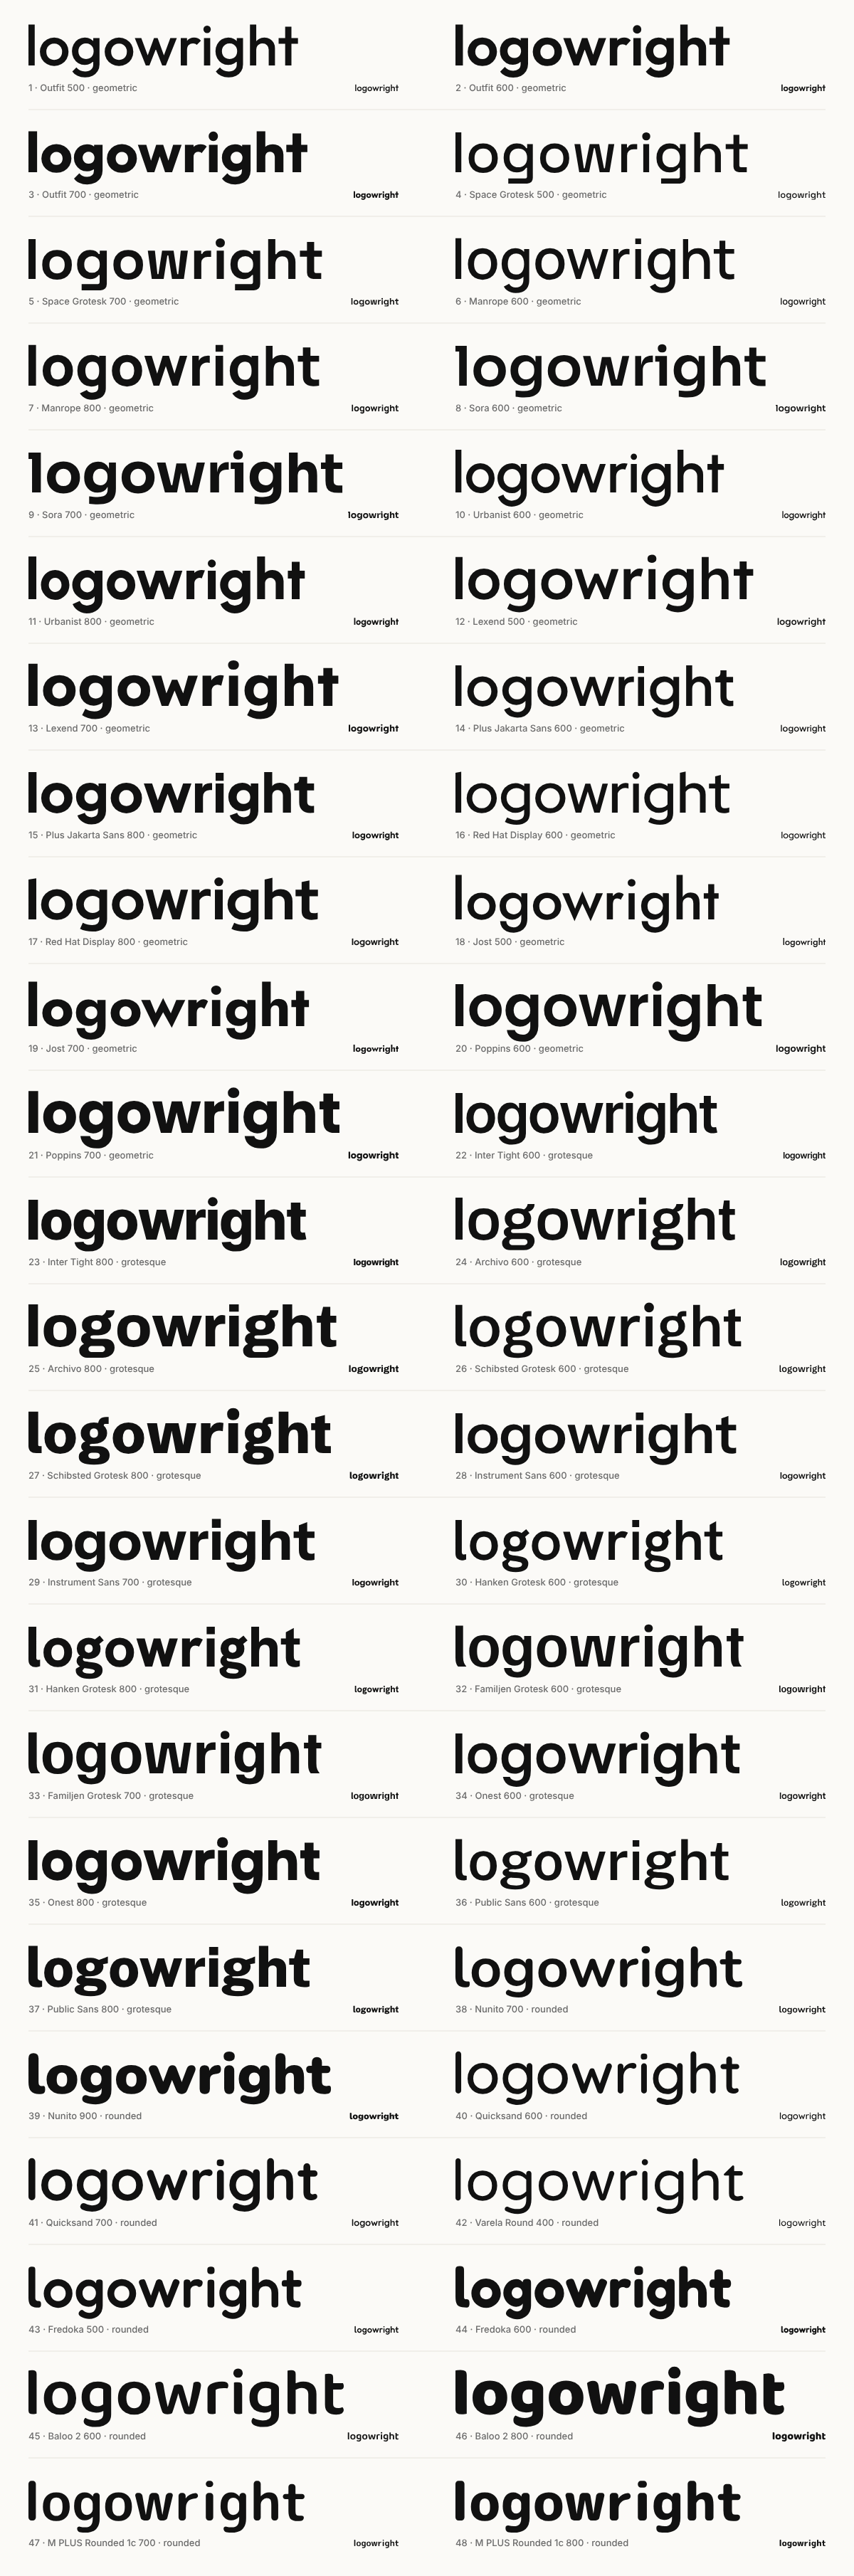 logowright logowright
1 · Outfit 500 · geometric logowright 2 · Outfit 600 · geometric logowright
logowright logowright
3 · Outfit 700 · geometric logowright 4 · Space Grotesk 500 · geometric logowright
logowright logowright
5 · Space Grotesk 700 · geometric logowright 6 · Manrope 600 · geometric logowright
logowright logowright
7 · Manrope 800 · geometric logowright 8 · Sora 600 · geometric logowright
logowright logowright
9 · Sora 700 · geometric logowright 10 · Urbanist 600 · geometric logowright
logowright logowright
11 · Urbanist 800 · geometric logowright 12 · Lexend 500 · geometric logowright
logowright logowright
13 · Lexend 700 · geometric logowright 14 · Plus Jakarta Sans 600 · geometric logowright
logowright logowright
15 · Plus Jakarta Sans 800 · geometric logowright 16 · Red Hat Display 600 · geometric logowright
logowright logowright
17 · Red Hat Display 800 · geometric logowright 18 · Jost 500 · geometric logowright
logowright logowright
19 · Jost 700 · geometric logowright 20 · Poppins 600 · geometric logowright
logowright logowright
21 · Poppins 700 · geometric logowright 22 · Inter Tight 600 · grotesque logowright
logowright logowright
23 · Inter Tight 800 · grotesque logowright 24 · Archivo 600 · grotesque logowright
logowright logowright
25 · Archivo 800 · grotesque logowright 26 · Schibsted Grotesk 600 · grotesque logowright
logowright logowright
27 · Schibsted Grotesk 800 · grotesque logowright 28 · Instrument Sans 600 · grotesque logowright
logowright logowright
29 · Instrument Sans 700 · grotesque logowright 30 · Hanken Grotesk 600 · grotesque logowright
logowright logowright
31 · Hanken Grotesk 800 · grotesque logowright 32 · Familjen Grotesk 600 · grotesque logowright
logowright logowright
33 · Familjen Grotesk 700 · grotesque logowright 34 · Onest 600 · grotesque logowright
logowright logowright
35 · Onest 800 · grotesque logowright 36 · Public Sans 600 · grotesque logowright
logowright logowright
37 · Public Sans 800 · grotesque logowright 38 · Nunito 700 · rounded logowright
logowright logowright
39 · Nunito 900 · rounded logowright 40 · Quicksand 600 · rounded logowright
logowright logowright
41 · Quicksand 700 · rounded logowright 42 · Varela Round 400 · rounded logowright
logowright logowright
43 · Fredoka 500 · rounded logowright 44 · Fredoka 600 · rounded logowright
logowright logowright
45 · Baloo 2 600 · rounded logowright 46 · Baloo 2 800 · rounded logowright
logowright logowright
47 · M PLUS Rounded 1c 700 · rounded logowright 48 · M PLUS Rounded 1c 800 · rounded logowright